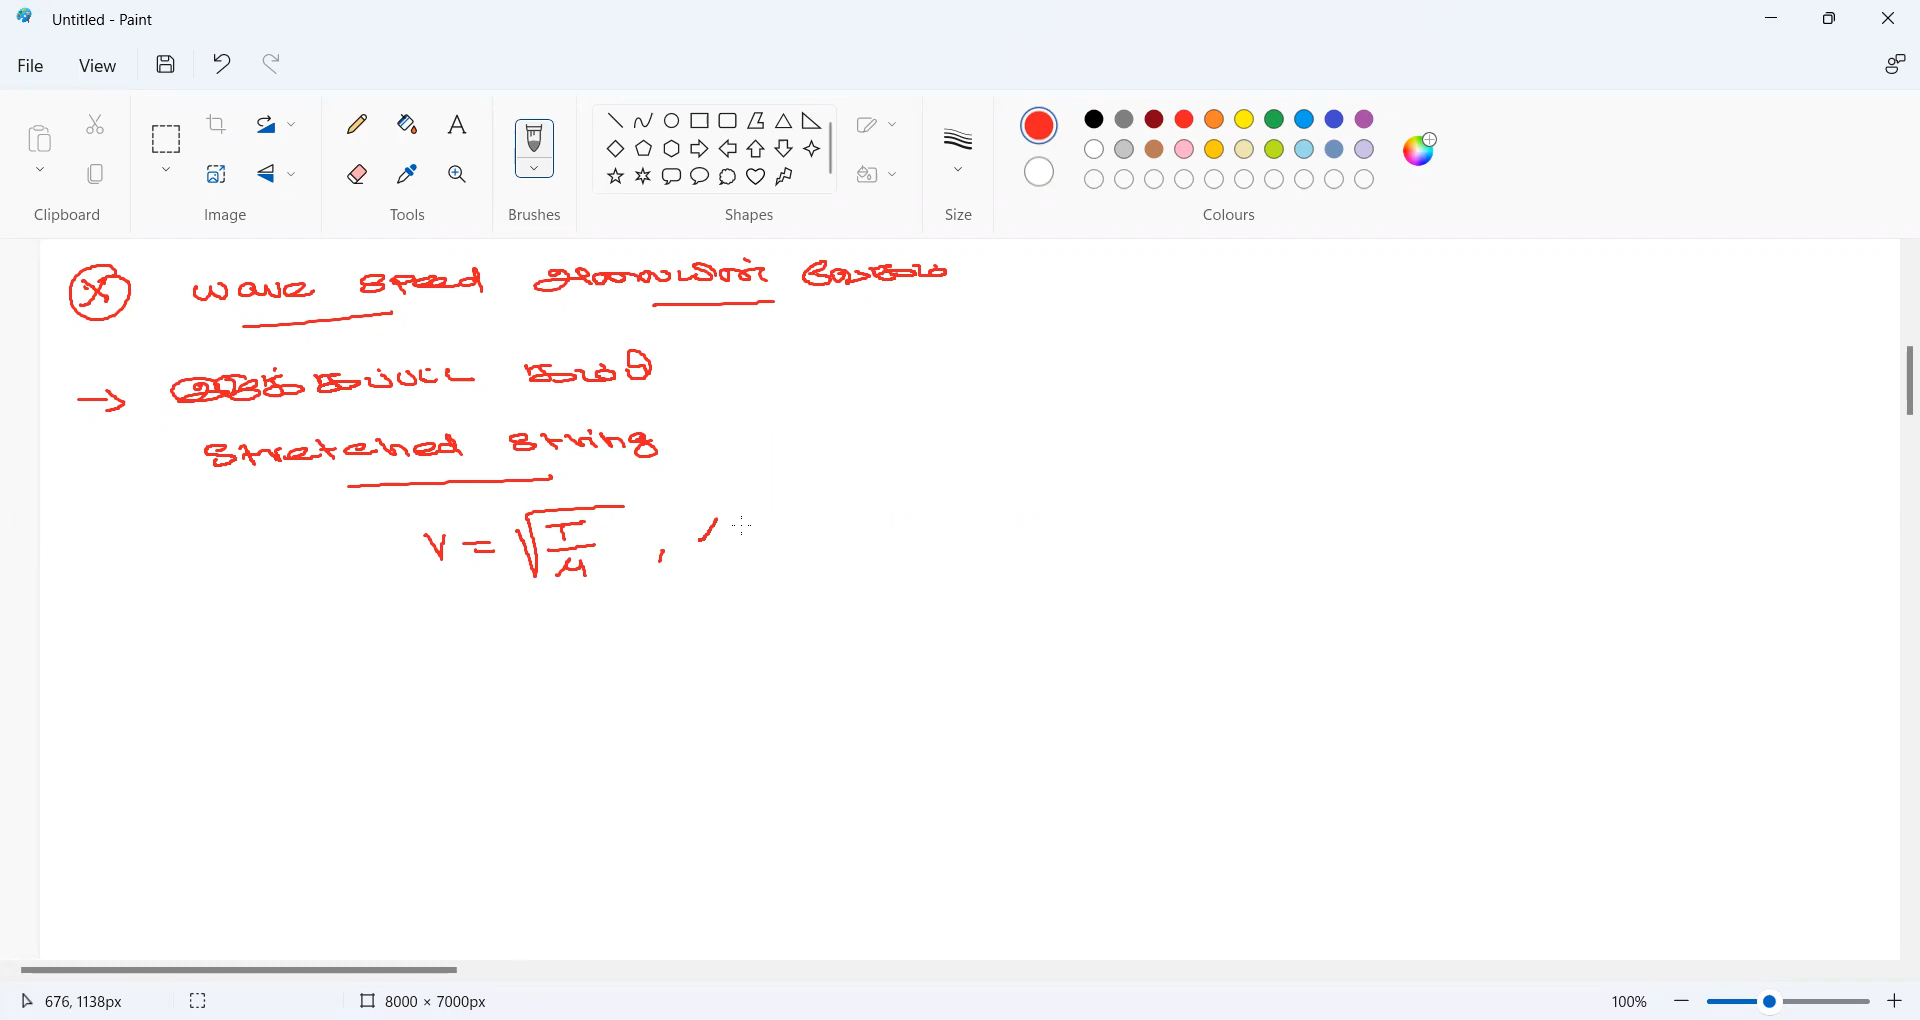 Untitled - Paint
File View
Clipboard Image Tools Brushes Shapes Size Colours
wave speed
stretched string
v = √(T/μ) ,
676, 1138px 8000 × 7000px 100%